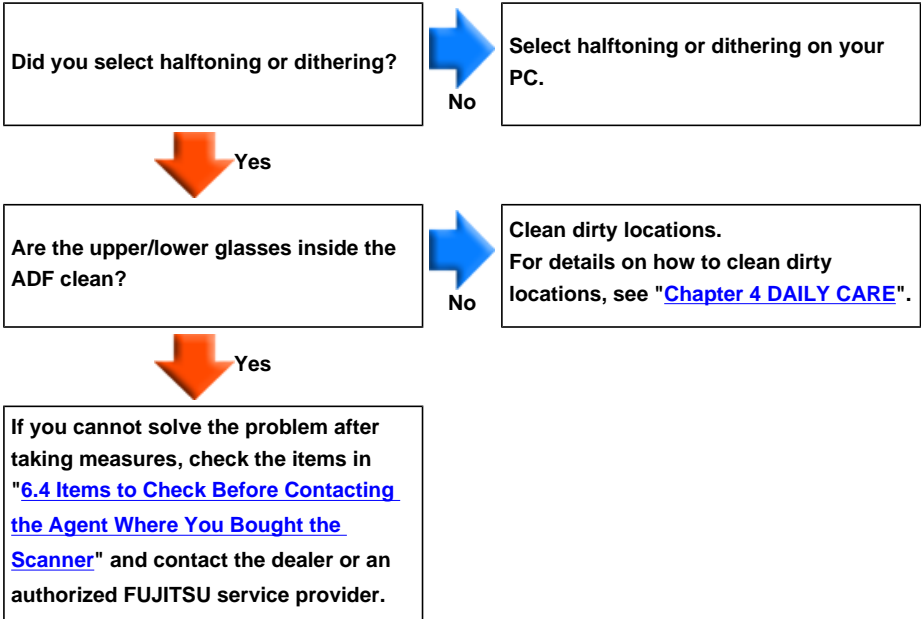 Did you select halftoning or dithering?
No
Select halftoning or dithering on your
PC.
Yes
Are the upper/lower glasses inside the
ADF clean?
No
Clean dirty locations.
For details on how to clean dirty
locations, see "Chapter 4 DAILY CARE".
Yes
If you cannot solve the problem after
taking measures, check the items in
"6.4 Items to Check Before Contacting
the Agent Where You Bought the
Scanner" and contact the dealer or an
authorized FUJITSU service provider.